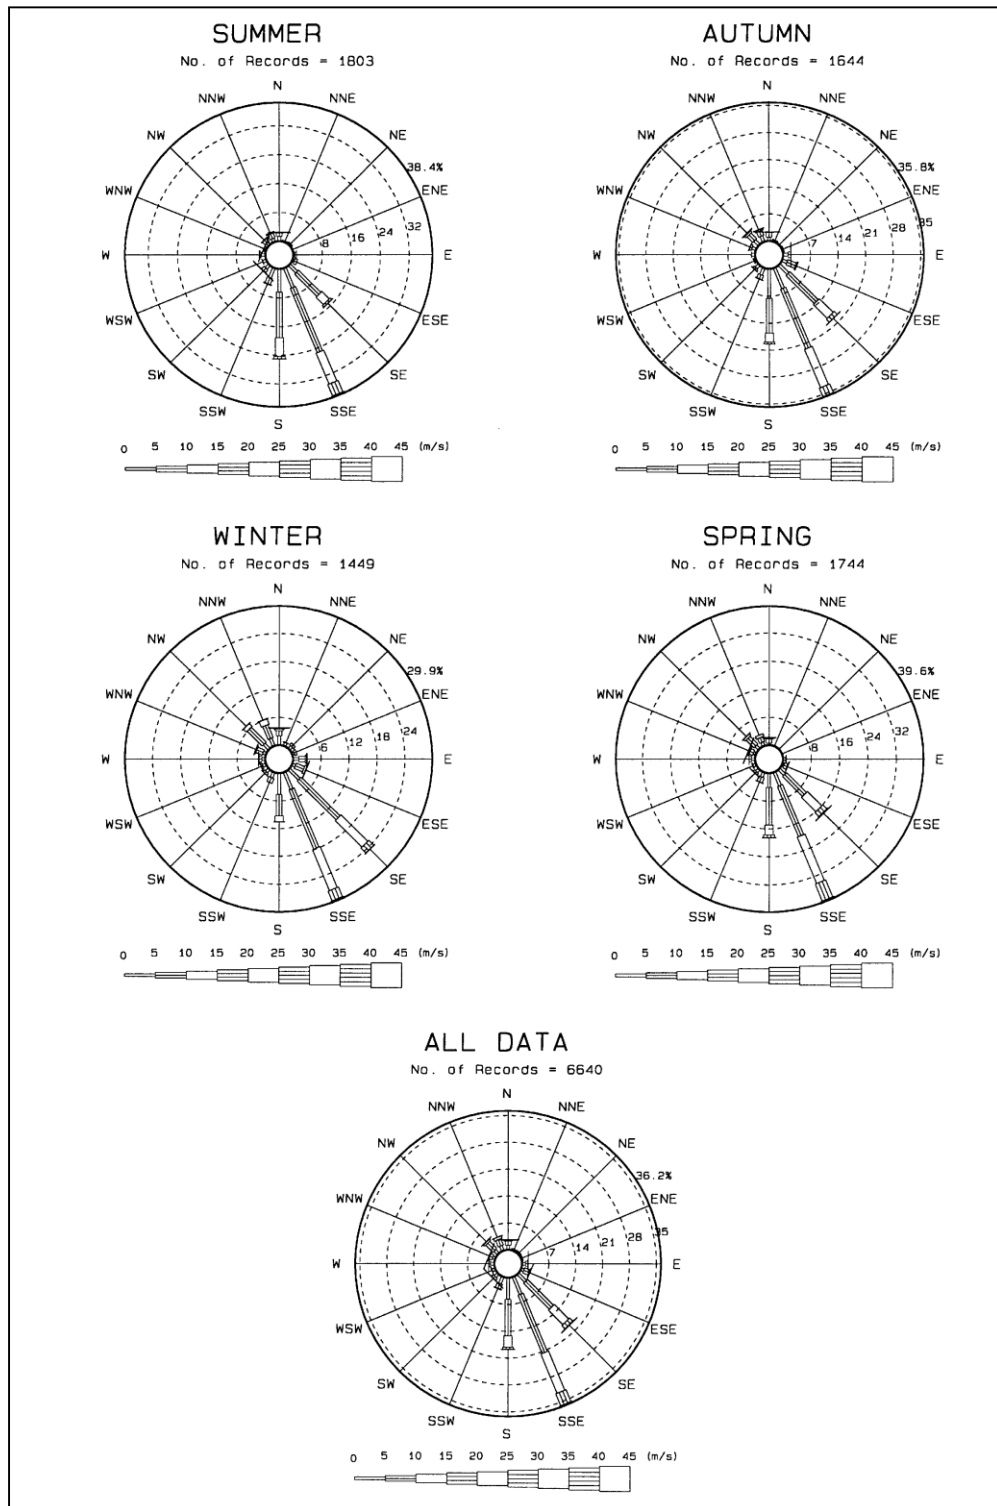 SUMMER
No. of Records = 1803
N
NNW
NNE
NW
NE
38.4%
WNW
ENE
8 16 24 32
W
E
WSW
ESE
SW
SE
SSW
SSE
S
0 5 10 15 20 25 30 35 40 45 (m/s)
AUTUMN
No. of Records = 1644
N
NNW
NNE
NW
NE
35.8%
WNW
ENE
7 14 21 28 35
W
E
WSW
ESE
SW
SE
SSW
SSE
S
0 5 10 15 20 25 30 35 40 45 (m/s)
WINTER
No. of Records = 1449
N
NNW
NNE
NW
NE
29.9%
WNW
ENE
6 12 18 24
W
E
WSW
ESE
SW
SE
SSW
SSE
S
0 5 10 15 20 25 30 35 40 45 (m/s)
SPRING
No. of Records = 1744
N
NNW
NNE
NW
NE
39.6%
WNW
ENE
8 16 24 32
W
E
WSW
ESE
SW
SE
SSW
SSE
S
0 5 10 15 20 25 30 35 40 45 (m/s)
ALL DATA
No. of Records = 6640
N
NNW
NNE
NW
NE
36.2%
WNW
ENE
7 14 21 28 35
W
E
WSW
ESE
SW
SE
SSW
SSE
S
0 5 10 15 20 25 30 35 40 45 (m/s)